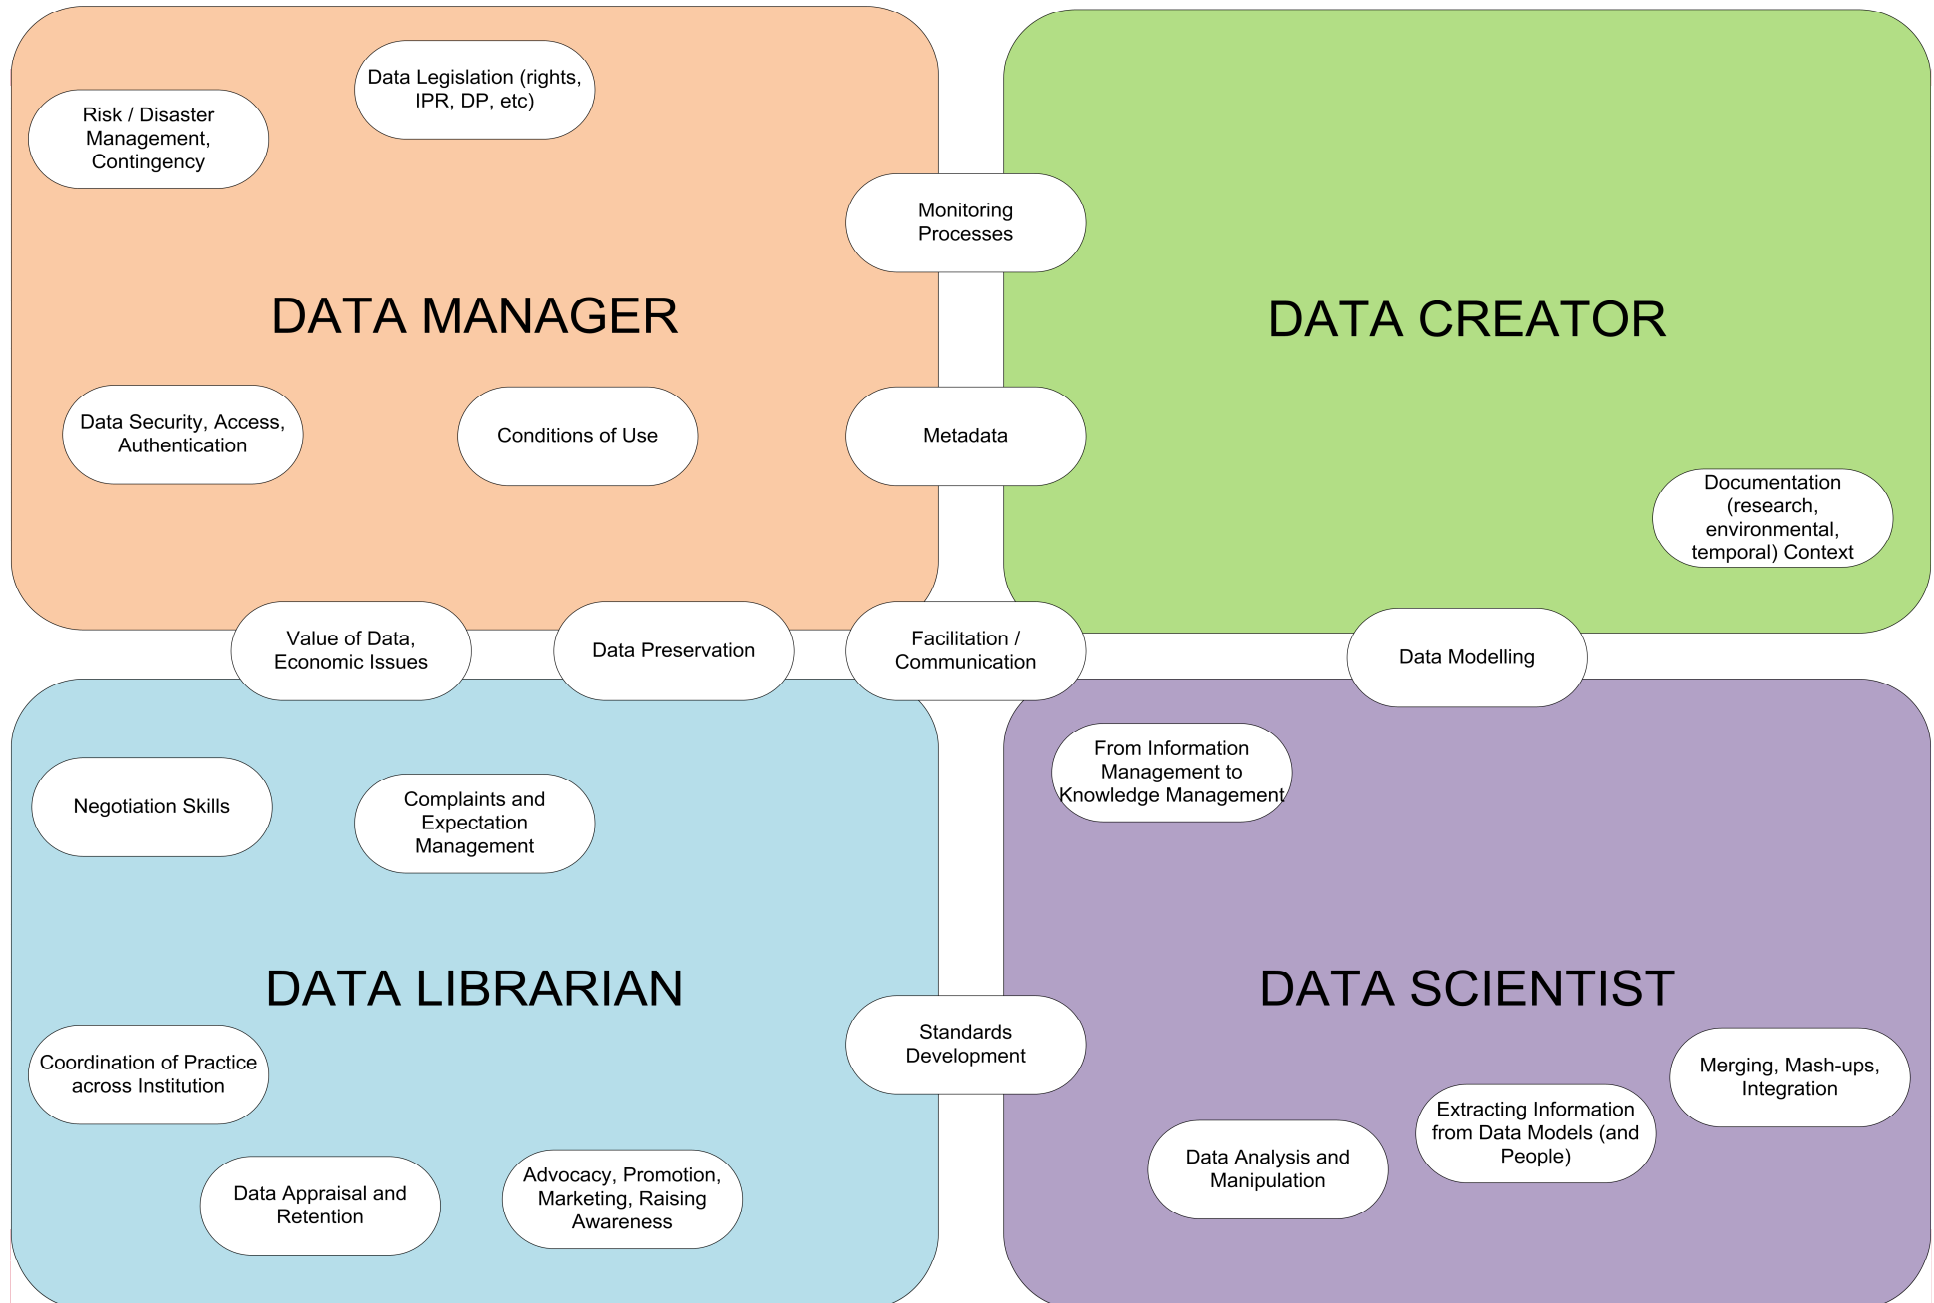 Data Legislation (rights,
IPR, DP, etc)
Risk / Disaster
Management,
Contingency
Monitoring
Processes
DATA MANAGER
DATA CREATOR
Data Security, Access,
Authentication
Conditions of Use
Metadata
Documentation
(research,
environmental,
temporal) Context
Value of Data,
Economic Issues
Data Preservation
Facilitation /
Communication
Data Modelling
From Information
Management to
Knowledge Management
Negotiation Skills
Complaints and
Expectation
Management
DATA LIBRARIAN
DATA SCIENTIST
Standards
Development
Coordination of Practice
across Institution
Merging, Mash-ups,
Integration
Extracting Information
from Data Models (and
People)
Data Analysis and
Manipulation
Data Appraisal and
Retention
Advocacy, Promotion,
Marketing, Raising
Awareness